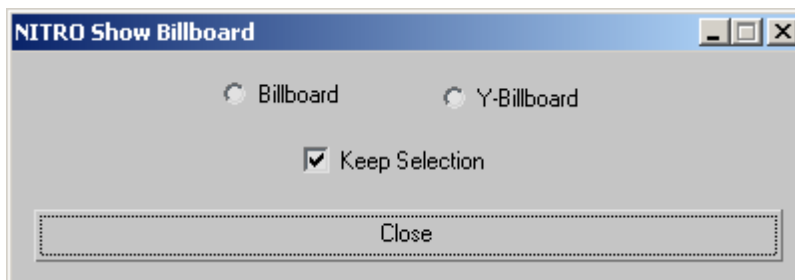 NITRO Show Billboard
Billboard Y-Billboard
Keep Selection
Close